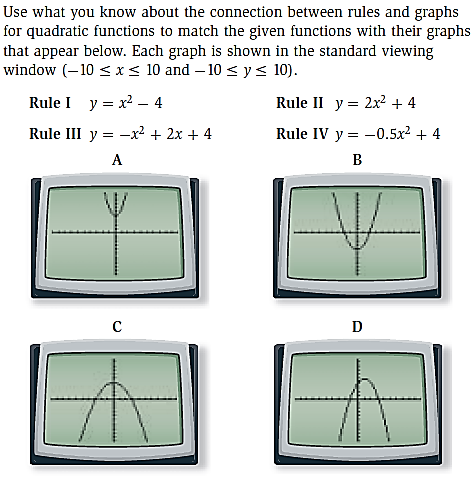 Use what you know about the connection between rules and graphs
for quadratic functions to match the given functions with their graphs
that appear below. Each graph is shown in the standard viewing
window (−10 ≤ x ≤ 10 and −10 ≤ y ≤ 10).
Rule I y = x² − 4 Rule II y = 2x² + 4
Rule III y = −x² + 2x + 4 Rule IV y = −0.5x² + 4
A B
C D